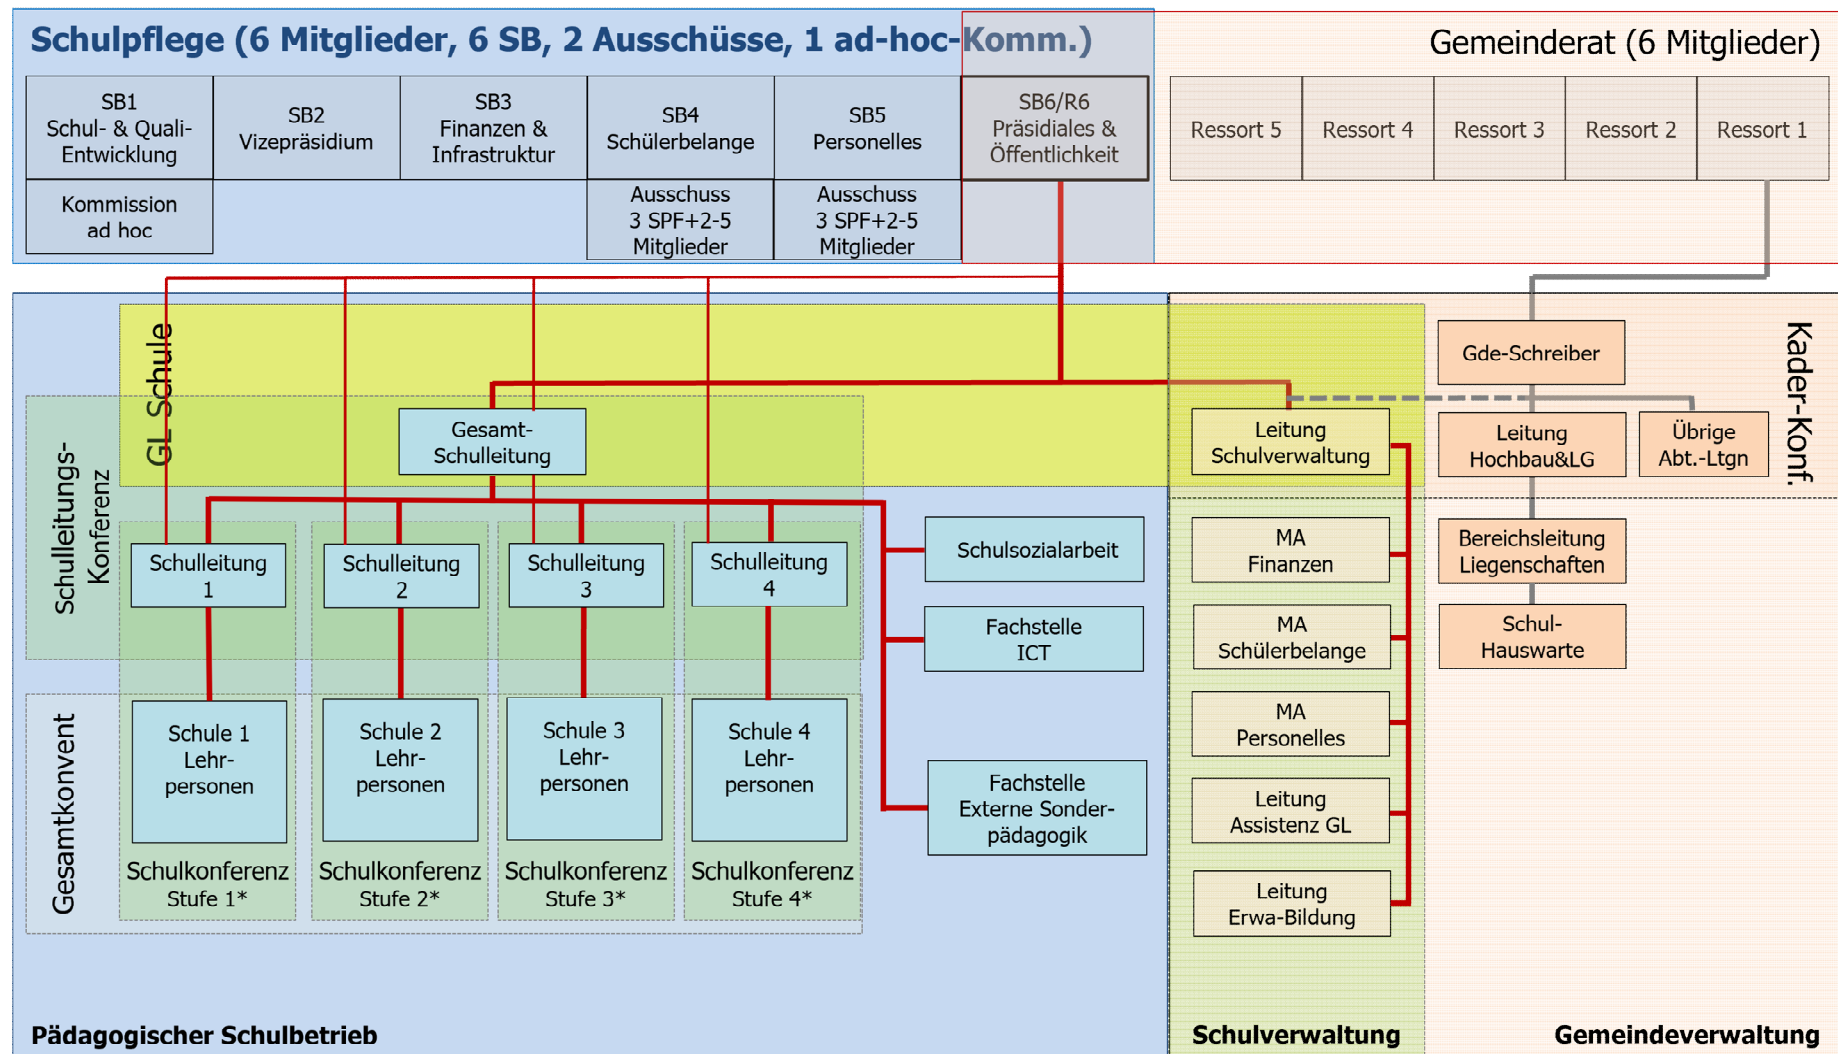 Schulpflege (6 Mitglieder, 6 SB, 2 Ausschüsse, 1 ad-hoc-Komm.)
Gemeinderat (6 Mitglieder)
SB1
Schul- & Quali-
Entwicklung
SB2
Vizepräsidium
SB3
Finanzen &
Infrastruktur
SB4
Schülerbelange
SB5
Personelles
SB6/R6
Präsidiales &
Öffentlichkeit
Ressort 5
Ressort 4
Ressort 3
Ressort 2
Ressort 1
Kommission
ad hoc
Ausschuss
3 SPF+2-5
Mitglieder
Ausschuss
3 SPF+2-5
Mitglieder
GL Schule
Kader-Konf.
Gde-Schreiber
Gesamt-
Schulleitung
Leitung
Schulverwaltung
Leitung
Hochbau&LG
Übrige
Abt.-Ltgn
Schulleitungs-
Konferenz
Schulleitung
1
Schulleitung
2
Schulleitung
3
Schulleitung
4
Schulsozialarbeit
MA
Finanzen
Bereichsleitung
Liegenschaften
Fachstelle
ICT
MA
Schülerbelange
Schul-
Hauswarte
Gesamtkonvent
Schule 1
Lehr-
personen
Schule 2
Lehr-
personen
Schule 3
Lehr-
personen
Schule 4
Lehr-
personen
MA
Personelles
Fachstelle
Externe Sonder-
pädagogik
Leitung
Assistenz GL
Schulkonferenz
Stufe 1*
Schulkonferenz
Stufe 2*
Schulkonferenz
Stufe 3*
Schulkonferenz
Stufe 4*
Leitung
Erwa-Bildung
Pädagogischer Schulbetrieb
Schulverwaltung
Gemeindeverwaltung